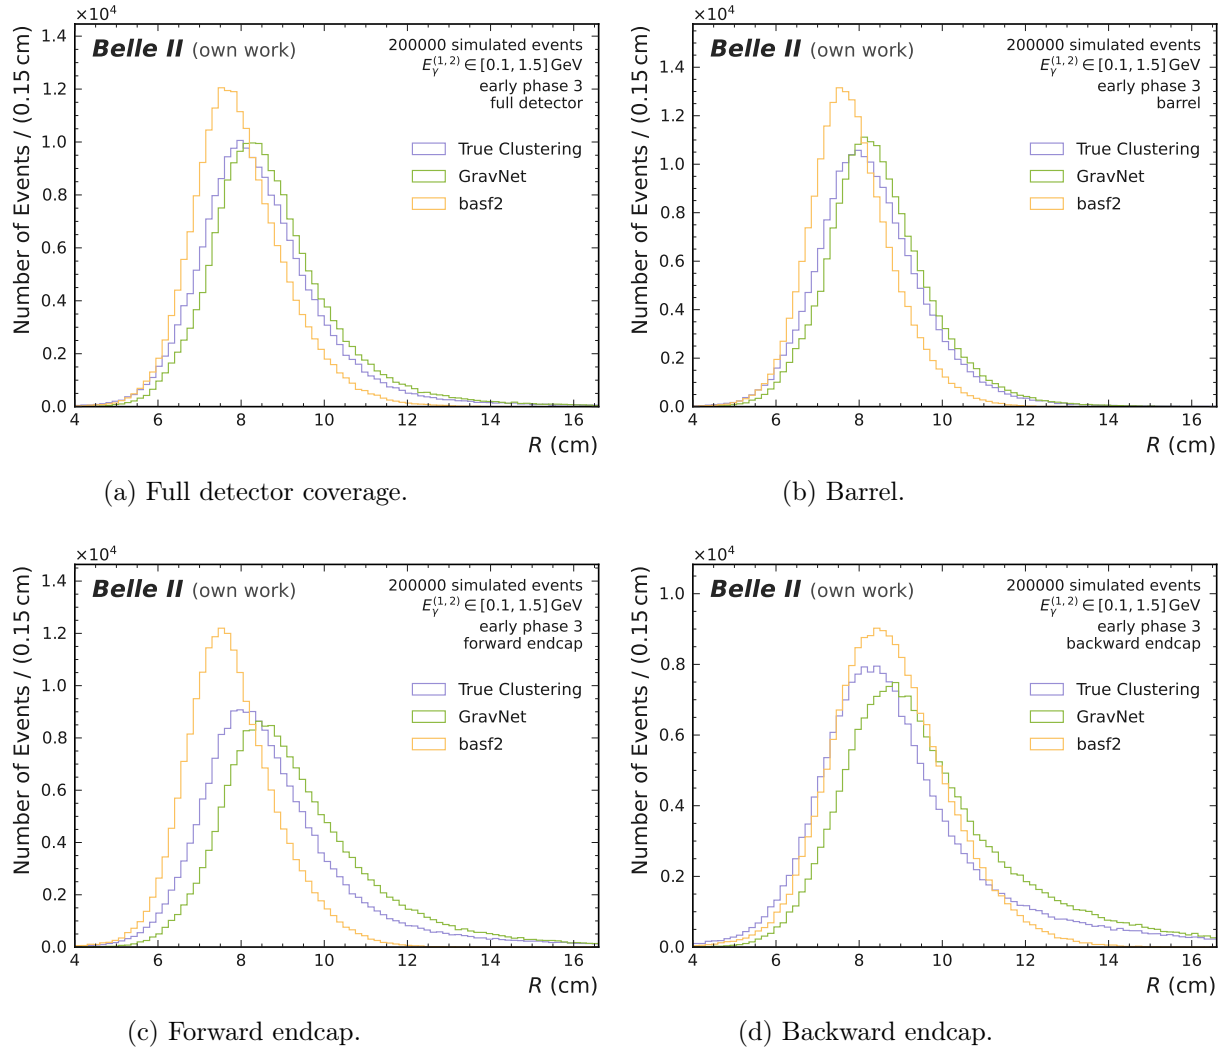 ×10⁴
Number of Events / (0.15 cm)
1.4
1.2
1.0
0.8
0.6
0.4
0.2
0.0
Belle II (own work)
200000 simulated events
E_γ^(1,2) ∈ [0.1, 1.5] GeV
early phase 3
full detector
True Clustering
GravNet
basf2
4 6 8 10 12 14 16
R (cm)
(a) Full detector coverage.
×10⁴
Number of Events / (0.15 cm)
1.4
1.2
1.0
0.8
0.6
0.4
0.2
0.0
Belle II (own work)
200000 simulated events
E_γ^(1,2) ∈ [0.1, 1.5] GeV
early phase 3
barrel
True Clustering
GravNet
basf2
4 6 8 10 12 14 16
R (cm)
(b) Barrel.
×10⁴
Number of Events / (0.15 cm)
1.4
1.2
1.0
0.8
0.6
0.4
0.2
0.0
Belle II (own work)
200000 simulated events
E_γ^(1,2) ∈ [0.1, 1.5] GeV
early phase 3
forward endcap
True Clustering
GravNet
basf2
4 6 8 10 12 14 16
R (cm)
(c) Forward endcap.
×10⁴
Number of Events / (0.15 cm)
1.0
0.8
0.6
0.4
0.2
0.0
Belle II (own work)
200000 simulated events
E_γ^(1,2) ∈ [0.1, 1.5] GeV
early phase 3
backward endcap
True Clustering
GravNet
basf2
4 6 8 10 12 14 16
R (cm)
(d) Backward endcap.